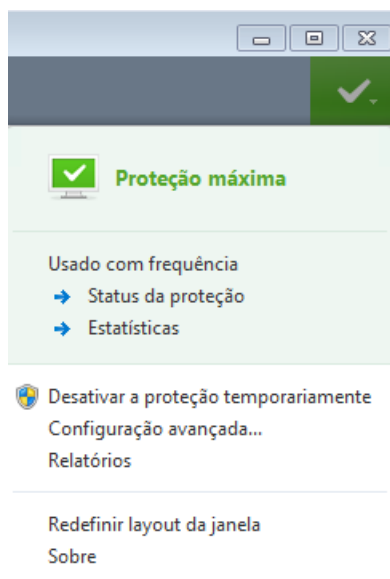 Proteção máxima
Usado com frequência
Status da proteção
Estatísticas
Desativar a proteção temporariamente
Configuração avançada...
Relatórios
Redefinir layout da janela
Sobre